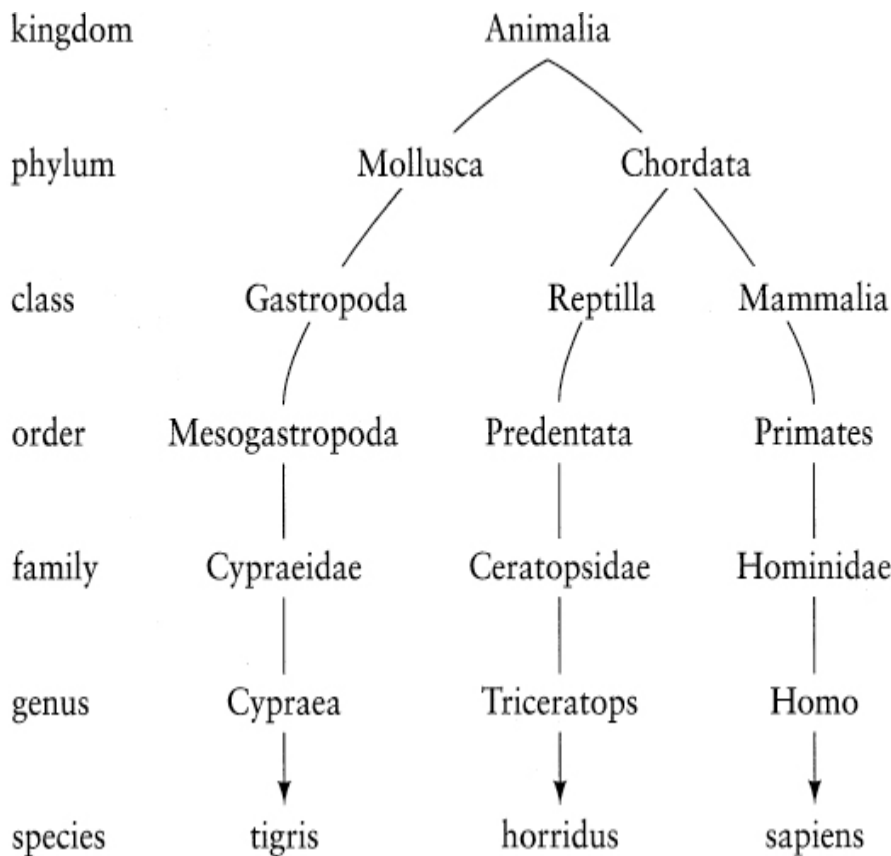 kingdom Animalia
phylum Mollusca Chordata
class Gastropoda Reptilla Mammalia
order Mesogastropoda Predentata Primates
family Cypraeidae Ceratopsidae Hominidae
genus Cypraea Triceratops Homo
species tigris horridus sapiens